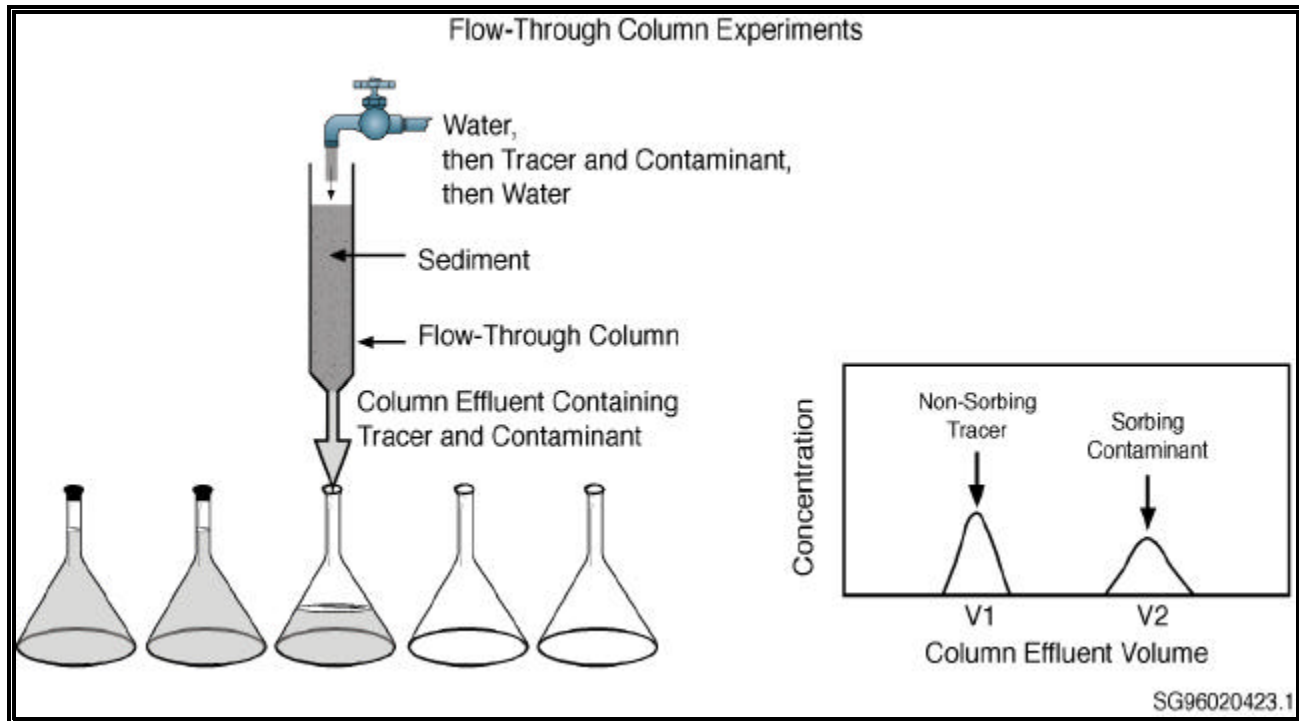 Flow-Through Column Experiments
Water,
then Tracer and Contaminant,
then Water
Sediment
Flow-Through Column
Column Effluent Containing
Tracer and Contaminant
Concentration
Non-Sorbing
Tracer
Sorbing
Contaminant
V1
V2
Column Effluent Volume
SG96020423.1